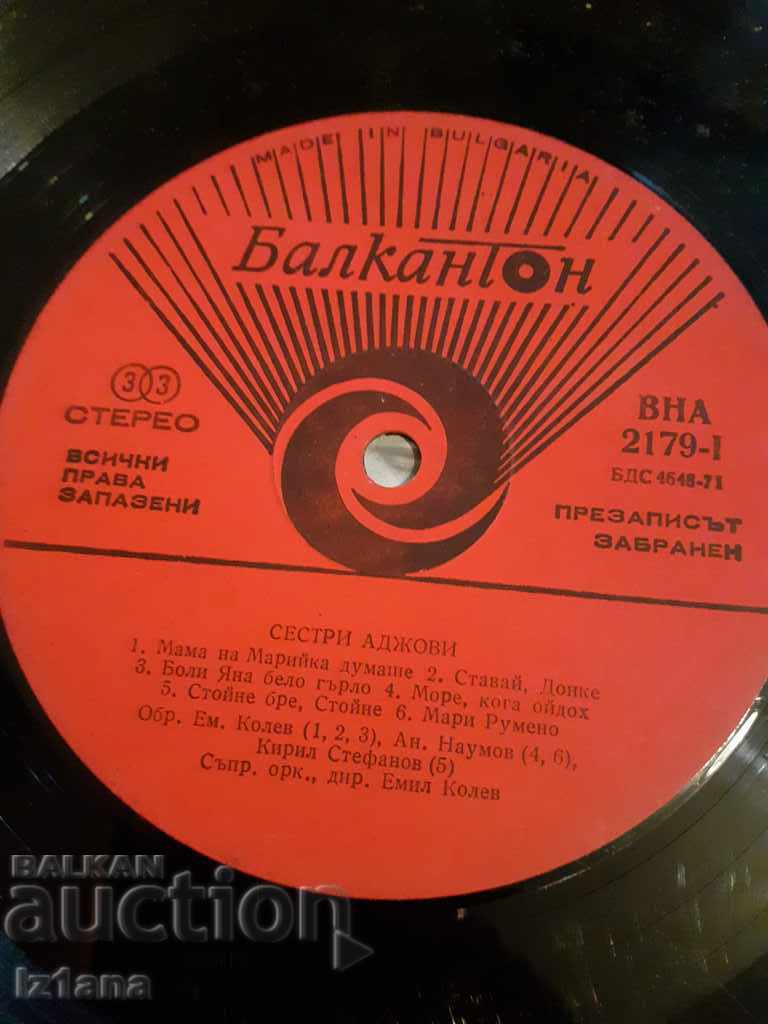 MADE IN BULGARIA
Балкантон
33
СТЕРЕО
ВСИЧКИ
ПРАВА
ЗАПАЗЕНИ
ВНА
2179-I
БДС 4648-71
ПРЕЗАПИСЪТ
ЗАБРАНЕН
СЕСТРИ АДЖОВИ
1. Мама на Марийка думаше 2. Ставай, Донке
3. Боли Яна бело гърло 4. Море, кога ойдох
5. Стойне бре, Стойне 6. Мари Румено
Обр. Ем. Колев (1, 2, 3), Ан. Наумов (4, 6),
Кирил Стефанов (5)
Съпр. орк., дир. Емил Колев
BALKAN
auction
Iz1ana